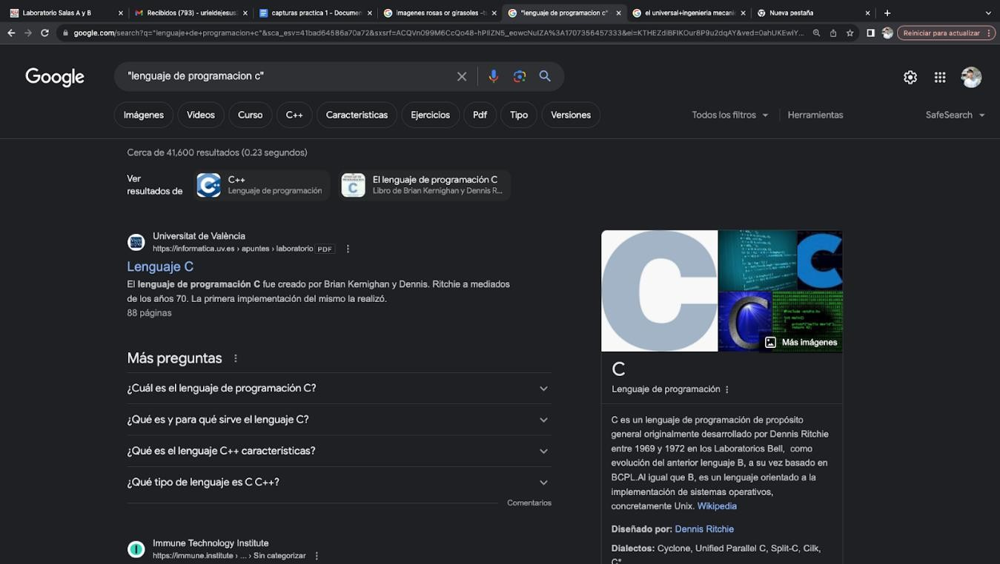 Laboratorio Salas A y B
Recibidos (793) - urieldejesus
capturas practica 1 - Documen
imagenes rosas or girasoles -t
"lenguaje de programacion c"
el universal+ingenieria mecani
Nueva pestaña
google.com/search?q="lenguaje+de+programacion+c"&sca_esv=41bad64586a70a72&sxsrf=ACQVn099M6CcQo48-hPIIZN5_eowcNuIZA%3A1707356457333&ei=KTHEZdiBFIKOur8P9u2dqAY&ved=0ahUKEwiY...
Reiniciar para actualizar
Google
"lenguaje de programacion c"
Imágenes
Videos
Curso
C++
Caracteristicas
Ejercicios
Pdf
Tipo
Versiones
Todos los filtros
Herramientas
SafeSearch
Cerca de 41,600 resultados (0.23 segundos)
Ver
resultados de
C++
Lenguaje de programación
El lenguaje de programación C
Libro de Brian Kernighan y Dennis R...
Universitat de València
https://informatica.uv.es › apuntes › laboratorio PDF
Lenguaje C
El lenguaje de programación C fue creado por Brian Kernighan y Dennis. Ritchie a mediados
de los años 70. La primera implementación del mismo la realizó.
88 páginas
Más preguntas
¿Cuál es el lenguaje de programación C?
¿Qué es y para qué sirve el lenguaje C?
¿Qué es el lenguaje C++ características?
¿Qué tipo de lenguaje es C C++?
Comentarios
Immune Technology Institute
https://immune.institute › ... › Sin categorizar
Más imágenes
C
Lenguaje de programación
C es un lenguaje de programación de propósito
general originalmente desarrollado por Dennis Ritchie
entre 1969 y 1972 en los Laboratorios Bell, como
evolución del anterior lenguaje B, a su vez basado en
BCPL.Al igual que B, es un lenguaje orientado a la
implementación de sistemas operativos,
concretamente Unix. Wikipedia
Diseñado por: Dennis Ritchie
Dialectos: Cyclone, Unified Parallel C, Split-C, Cilk,
C*